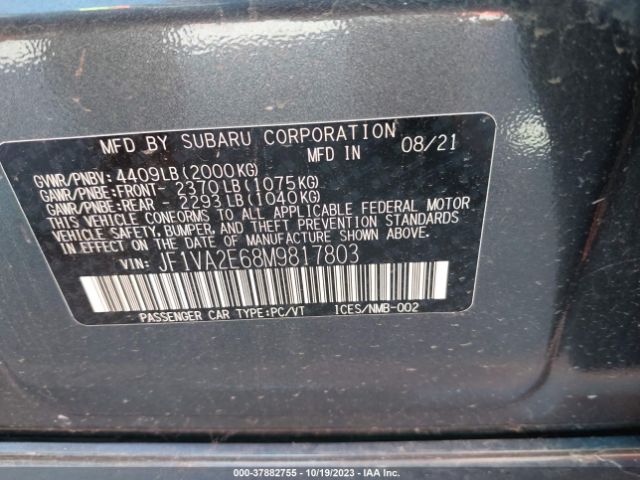 MFD BY SUBARU CORPORATION
MFD IN 08/21
GVWR/PNBV: 4409LB(2000KG)
GAWR/PNBE:FRONT- 2370LB(1075KG)
GAWR/PNBE:REAR - 2293LB(1040KG)
THIS VEHICLE CONFORMS TO ALL APPLICABLE FEDERAL MOTOR
VEHICLE SAFETY, BUMPER, AND THEFT PREVENTION STANDARDS
IN EFFECT ON THE DATE OF MANUFACTURE SHOWN ABOVE.
VIN: JF1VA2E68M9817803
PASSENGER CAR TYPE:PC/VT ICES/NMB-002
000-37882755 - 10/19/2023 - IAA Inc.